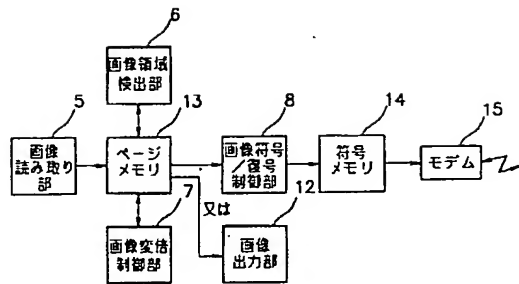 6
画像領域
検出部
5
13
8
14
15
画像
読み取り
部
ページ
メモリ
画像符号
/復号
制御部
符号
メモリ
モデム
又は
7
12
画像変倍
制御部
画像
出力部